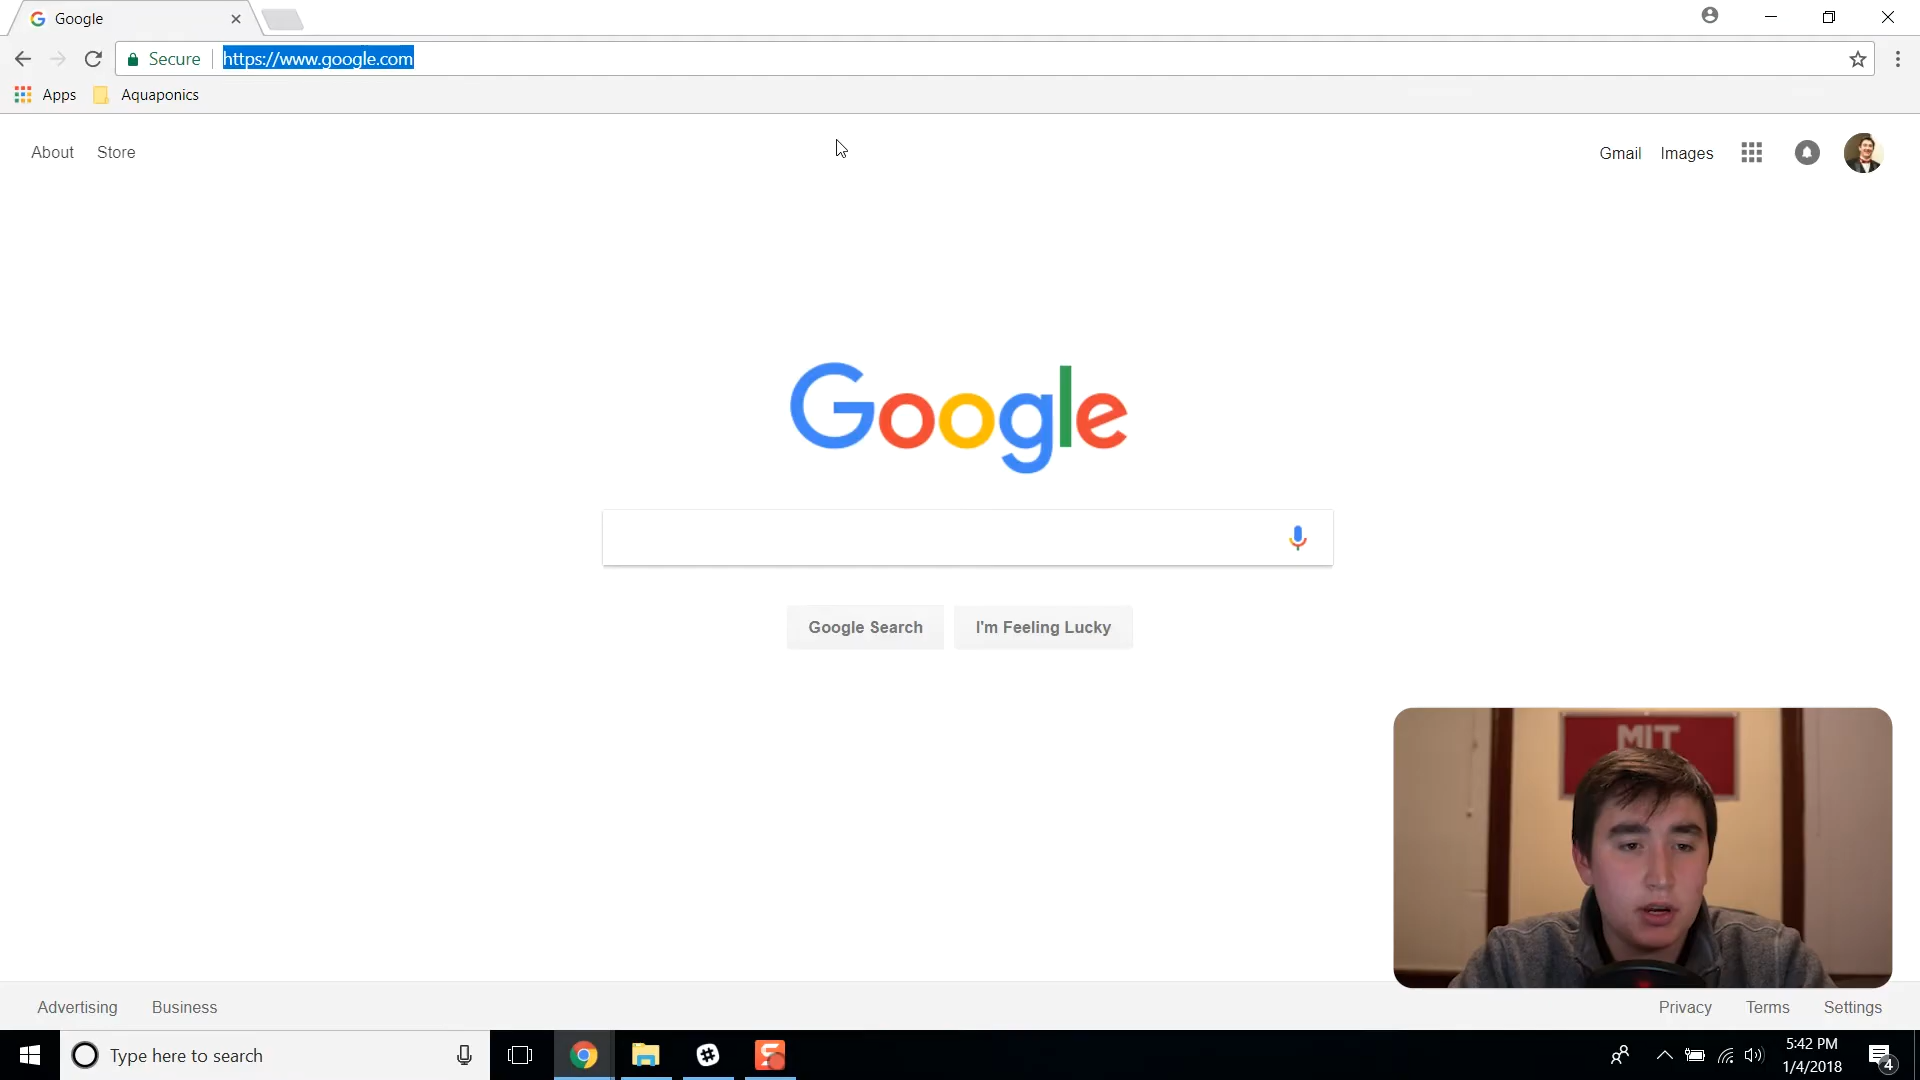 Google
Secure
https://www.google.com
Apps
Aquaponics
About
Store
Gmail
Images
Google
Google Search
I'm Feeling Lucky
MIT
Advertising
Business
Privacy
Terms
Settings
Type here to search
5:42 PM
1/4/2018
4